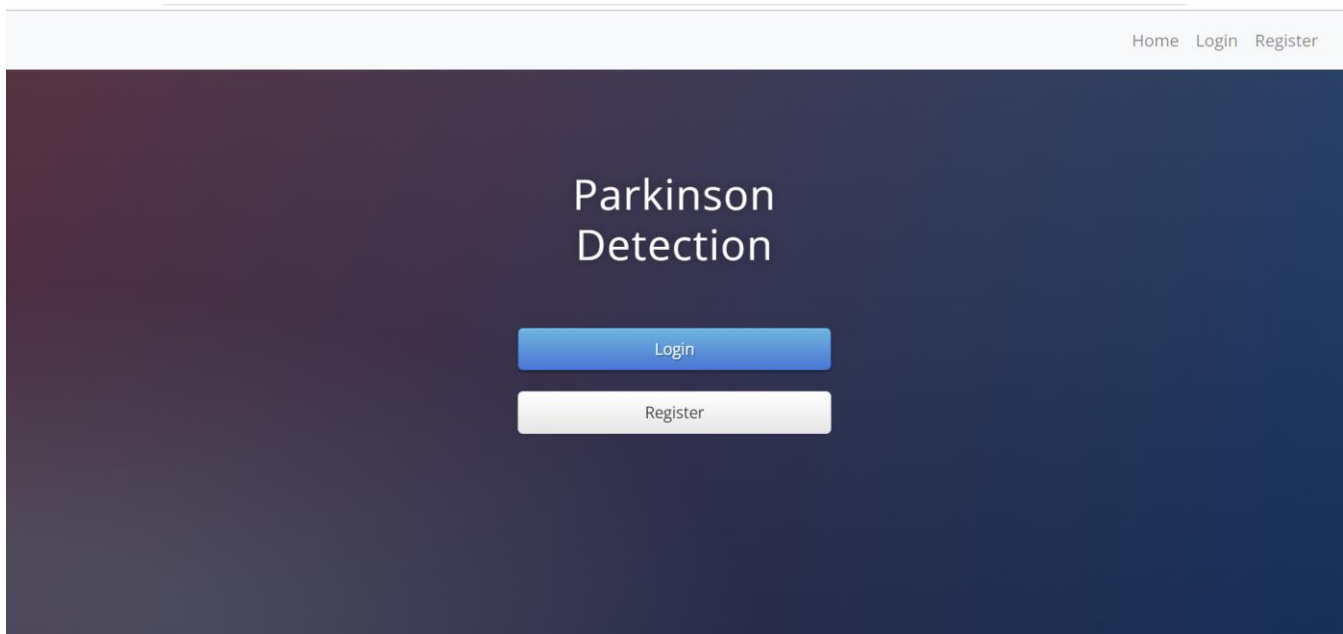 Home Login Register
Parkinson
Detection
Login
Register